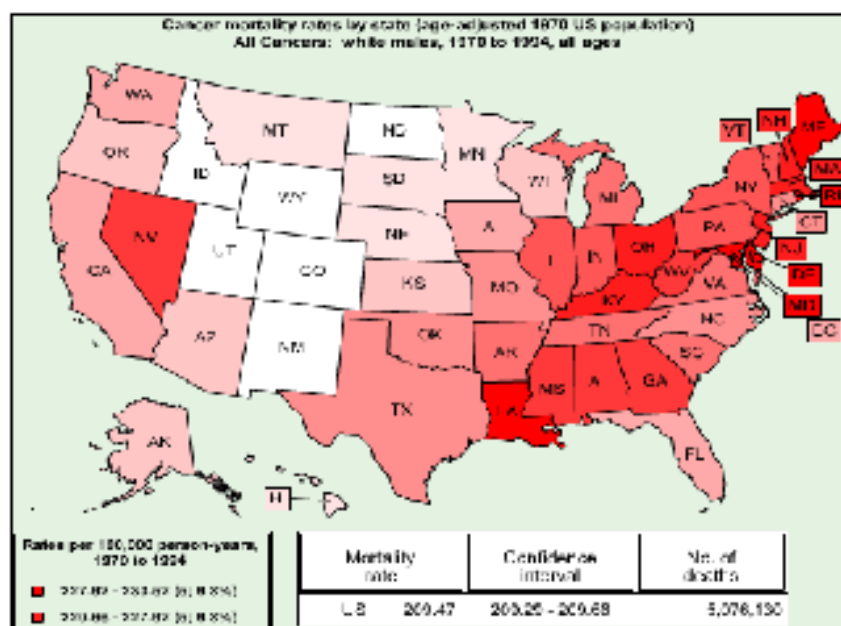 Cancer mortality rates by state (age-adjusted 1970 US population)
All Cancers: white males, 1970 to 1994, all ages
WA
MT
ND
MN
VT
NH
ME
OR
ID
SD
WI
MI
NY
MA
RI
WY
CT
NV
NE
IA
PA
NJ
UT
IL
IN
OH
DE
CA
CO
KS
MO
WV
VA
MD
KY
DC
AZ
NM
OK
AR
TN
NC
SC
TX
LA
MS
A
GA
AK
FL
H
Rates per 100,000 person-years,
1970 to 1994
Mortality
rate
Confidence
interval
No. of
deaths
US 209.47